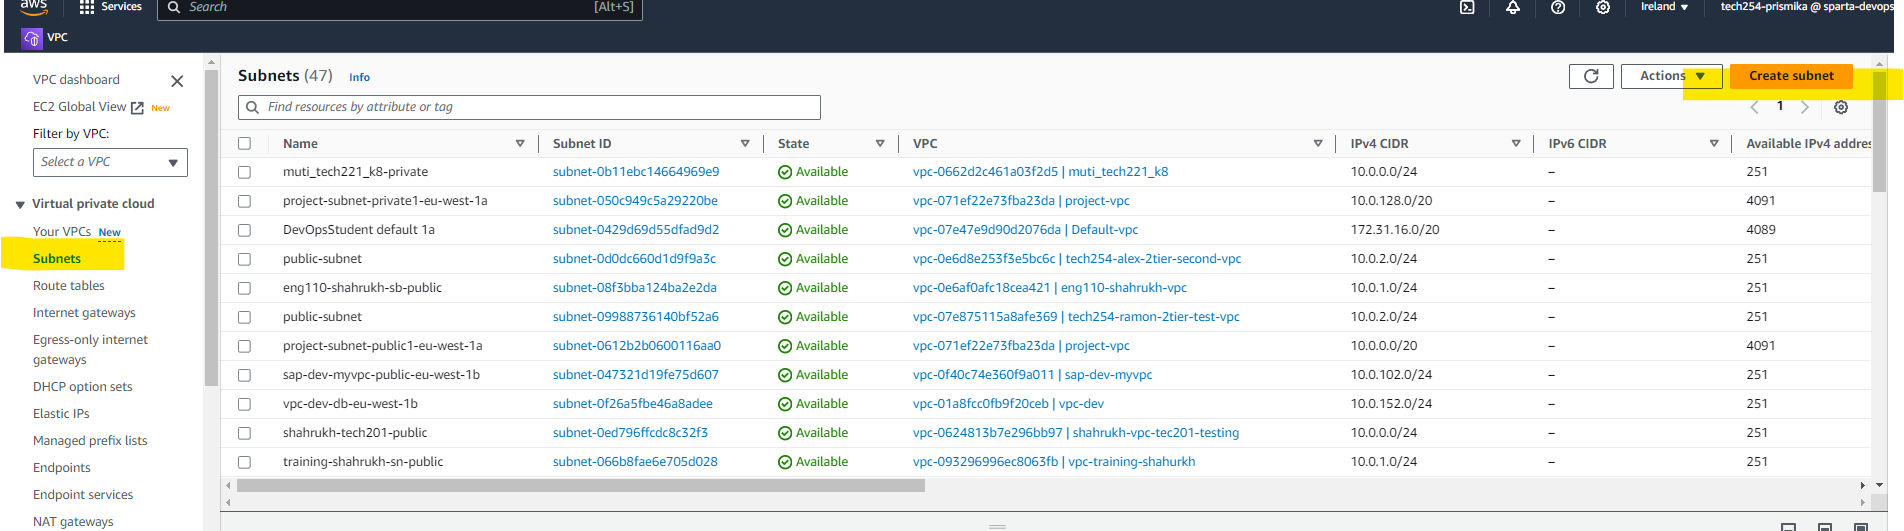 aws Services Search [Alt+S] Ireland tech254-prismika @ sparta-devops
VPC
VPC dashboard
EC2 Global View New
Filter by VPC:
Select a VPC
Virtual private cloud
Your VPCs New
Subnets
Route tables
Internet gateways
Egress-only internet
gateways
DHCP option sets
Elastic IPs
Managed prefix lists
Endpoints
Endpoint services
NAT gateways
Subnets (47) Info Actions Create subnet
Find resources by attribute or tag 1
Name Subnet ID State VPC IPv4 CIDR IPv6 CIDR Available IPv4 addres
muti_tech221_k8-private subnet-0b11ebc14664969e9 Available vpc-0662d2c461a03f2d5 | muti_tech221_k8 10.0.0.0/24 – 251
project-subnet-private1-eu-west-1a subnet-050c949c5a29220be Available vpc-071ef22e73fba23da | project-vpc 10.0.128.0/20 – 4091
DevOpsStudent default 1a subnet-0429d69d55dfad9d2 Available vpc-07e47e9d90d2076da | Default-vpc 172.31.16.0/20 – 4089
public-subnet subnet-0d0dc660d1d9f9a3c Available vpc-0e6d8e253f3e5bc6c | tech254-alex-2tier-second-vpc 10.0.2.0/24 – 251
eng110-shahrukh-sb-public subnet-08f3bba124ba2e2da Available vpc-0e6af0afc18cea421 | eng110-shahrukh-vpc 10.0.1.0/24 – 251
public-subnet subnet-09988736140bf52a6 Available vpc-07e875115a8afe369 | tech254-ramon-2tier-test-vpc 10.0.2.0/24 – 251
project-subnet-public1-eu-west-1a subnet-0612b2b0600116aa0 Available vpc-071ef22e73fba23da | project-vpc 10.0.0.0/20 – 4091
sap-dev-myvpc-public-eu-west-1b subnet-047321d19fe75d607 Available vpc-0f40c74e360f9a011 | sap-dev-myvpc 10.0.102.0/24 – 251
vpc-dev-db-eu-west-1b subnet-0f26a5fbe46a8adee Available vpc-01a8fcc0fb9f20ceb | vpc-dev 10.0.152.0/24 – 251
shahrukh-tech201-public subnet-0ed796ffcdc8c32f3 Available vpc-0624813b7e296bb97 | shahrukh-vpc-tec201-testing 10.0.0.0/24 – 251
training-shahrukh-sn-public subnet-066b8fae6e705d028 Available vpc-093296996ec8063fb | vpc-training-shahurkh 10.0.1.0/24 – 251